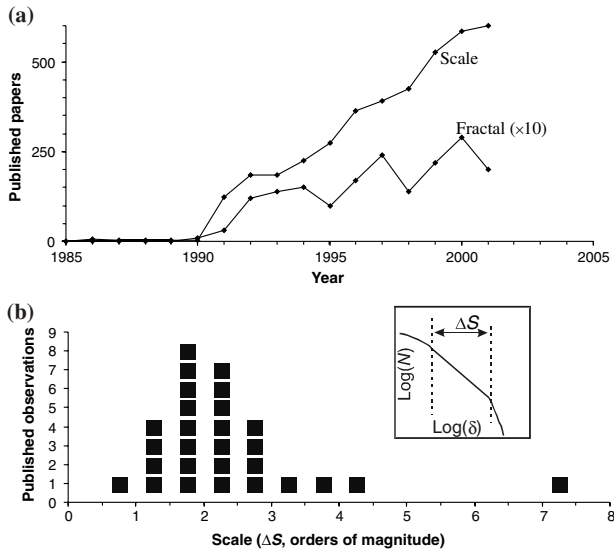 (a)
Published papers
500
250
0
Scale
Fractal (×10)
1985
1990
1995
2000
2005
Year
(b)
Published observations
9
8
7
6
5
4
3
2
1
0
ΔS
Log(N)
Log(δ)
0
1
2
3
4
5
6
7
8
Scale (ΔS, orders of magnitude)